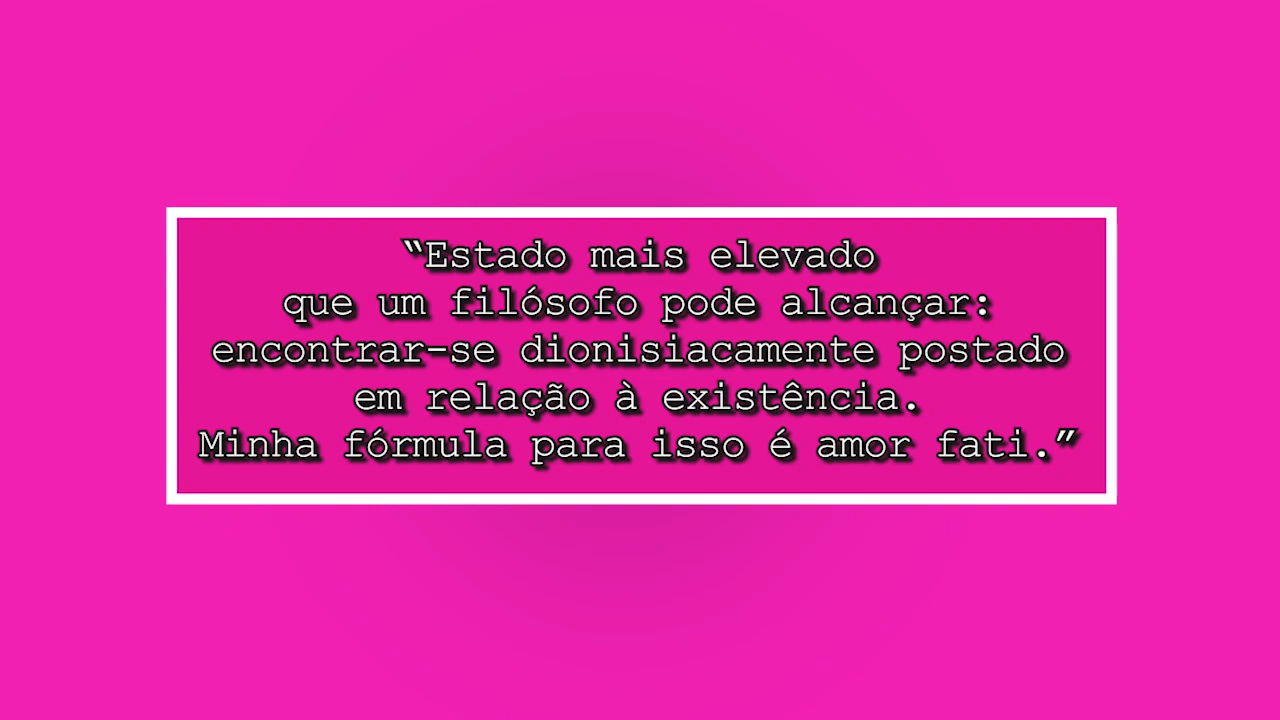 “Estado mais elevado
que um filósofo pode alcançar:
encontrar-se dionisiacamente postado
em relação à existência.
Minha fórmula para isso é amor fati.”